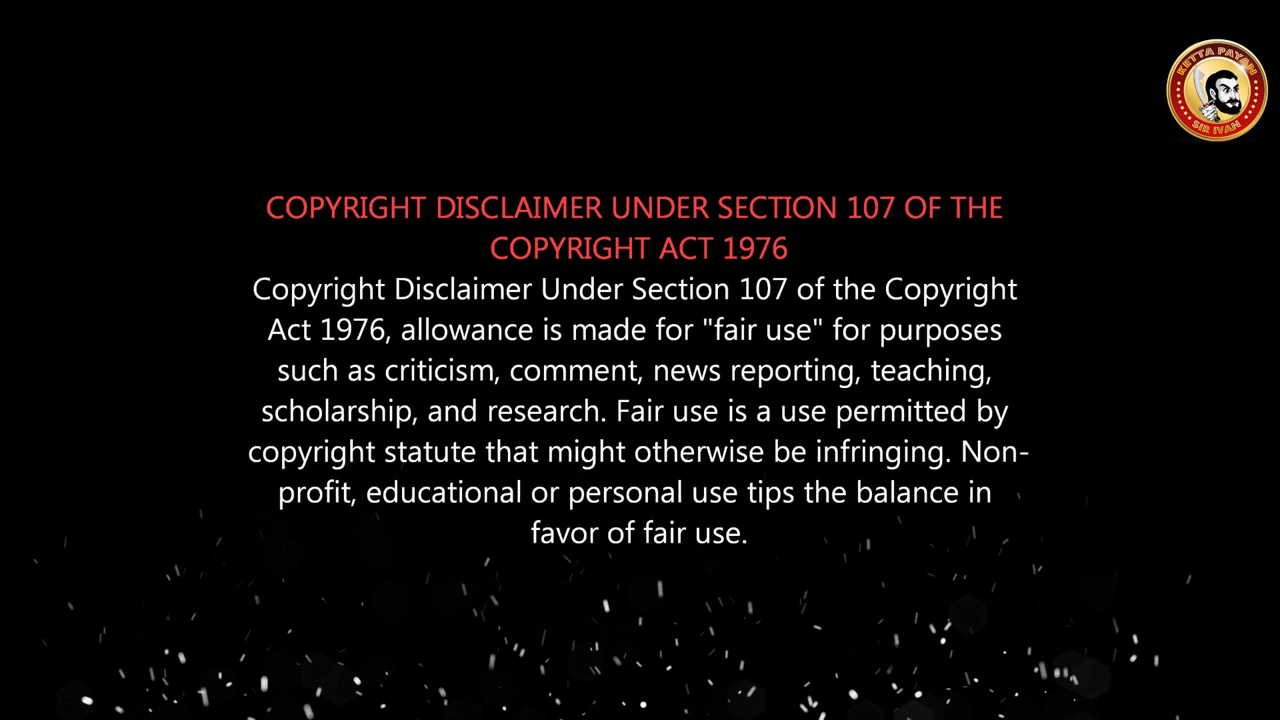 KETTA PAYAN
SIR IVAN
COPYRIGHT DISCLAIMER UNDER SECTION 107 OF THE
COPYRIGHT ACT 1976
Copyright Disclaimer Under Section 107 of the Copyright
Act 1976, allowance is made for "fair use" for purposes
such as criticism, comment, news reporting, teaching,
scholarship, and research. Fair use is a use permitted by
copyright statute that might otherwise be infringing. Non-
profit, educational or personal use tips the balance in
favor of fair use.